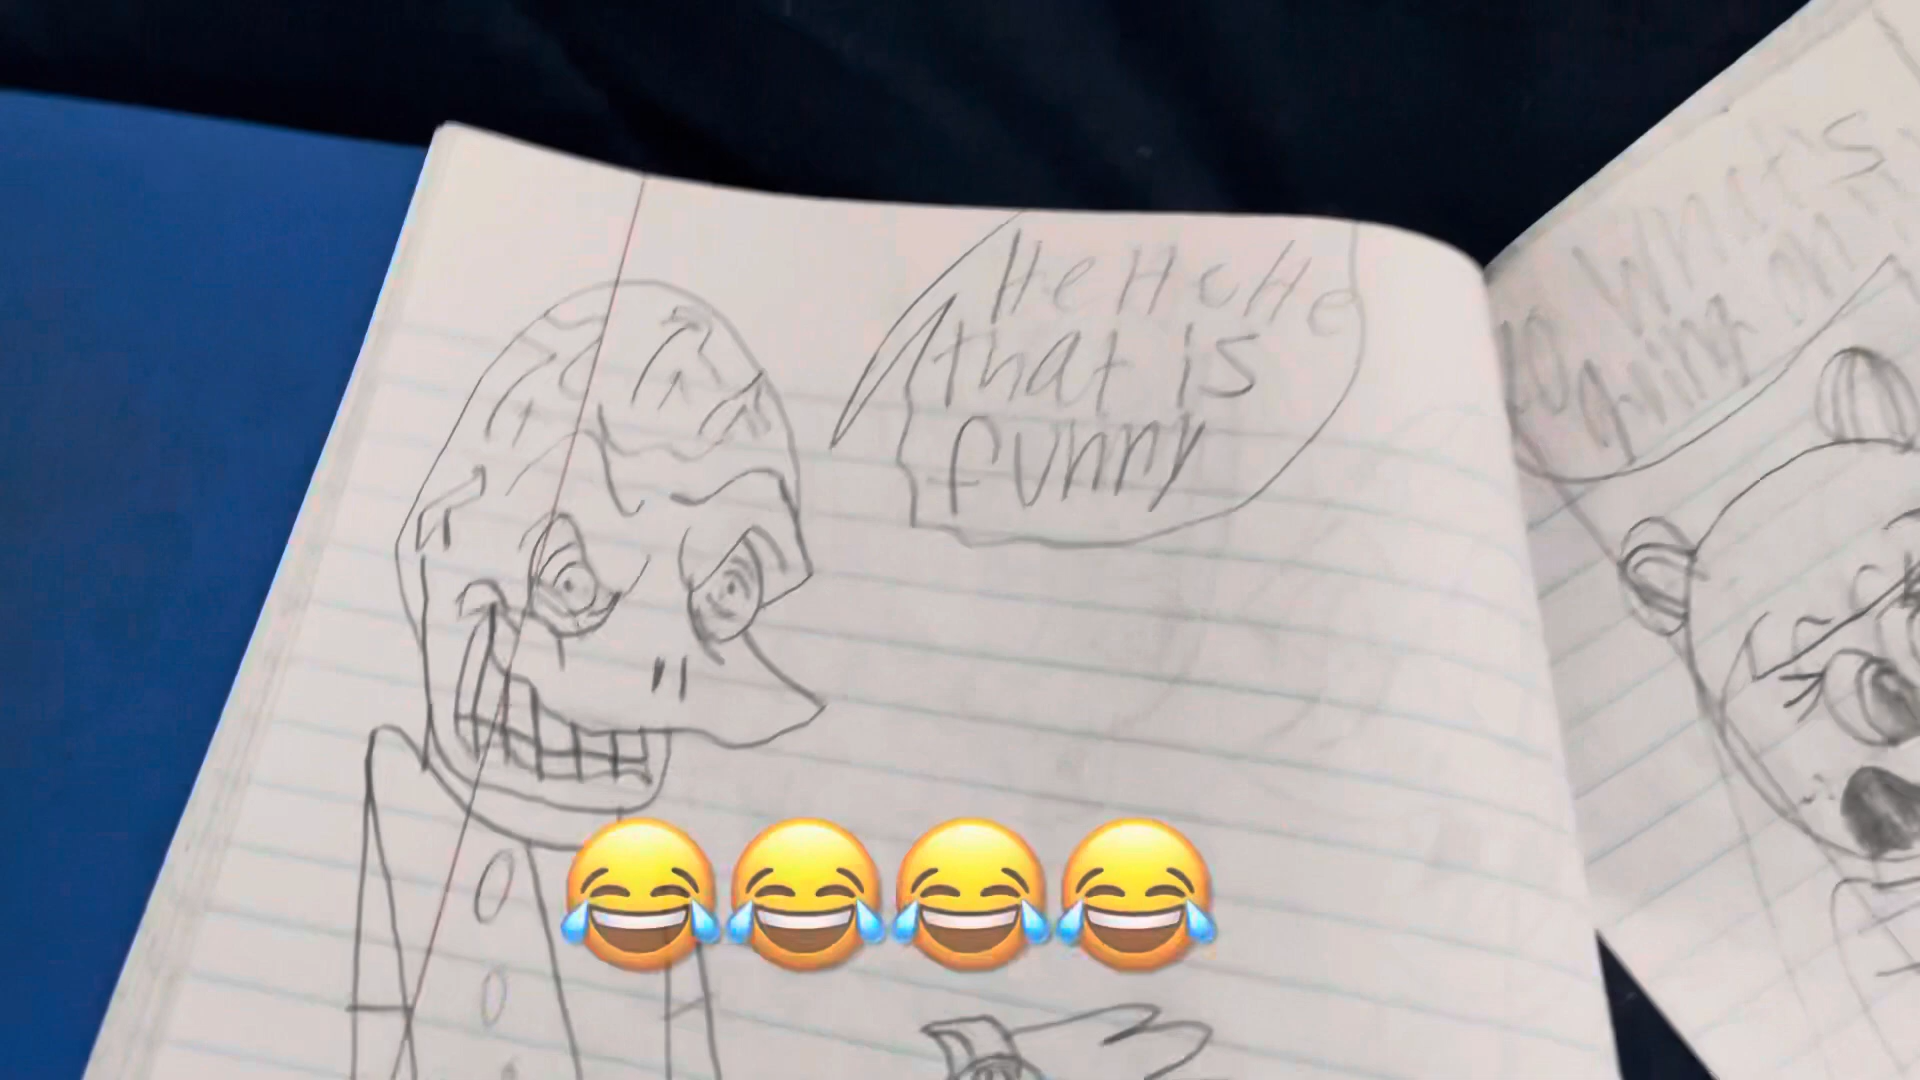 HeHeHe
that is
funny
What's
going on